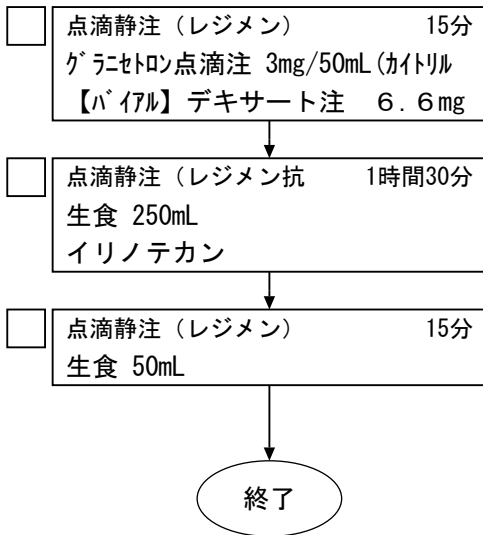 点滴静注（レジメン） 15分
グラニセトロン点滴注 3mg/50mL(カイトリル
【バイアル】デキサート注 ６.６mg
点滴静注（レジメン抗 1時間30分
生食 250mL
イリノテカン
点滴静注（レジメン） 15分
生食 50mL
終了